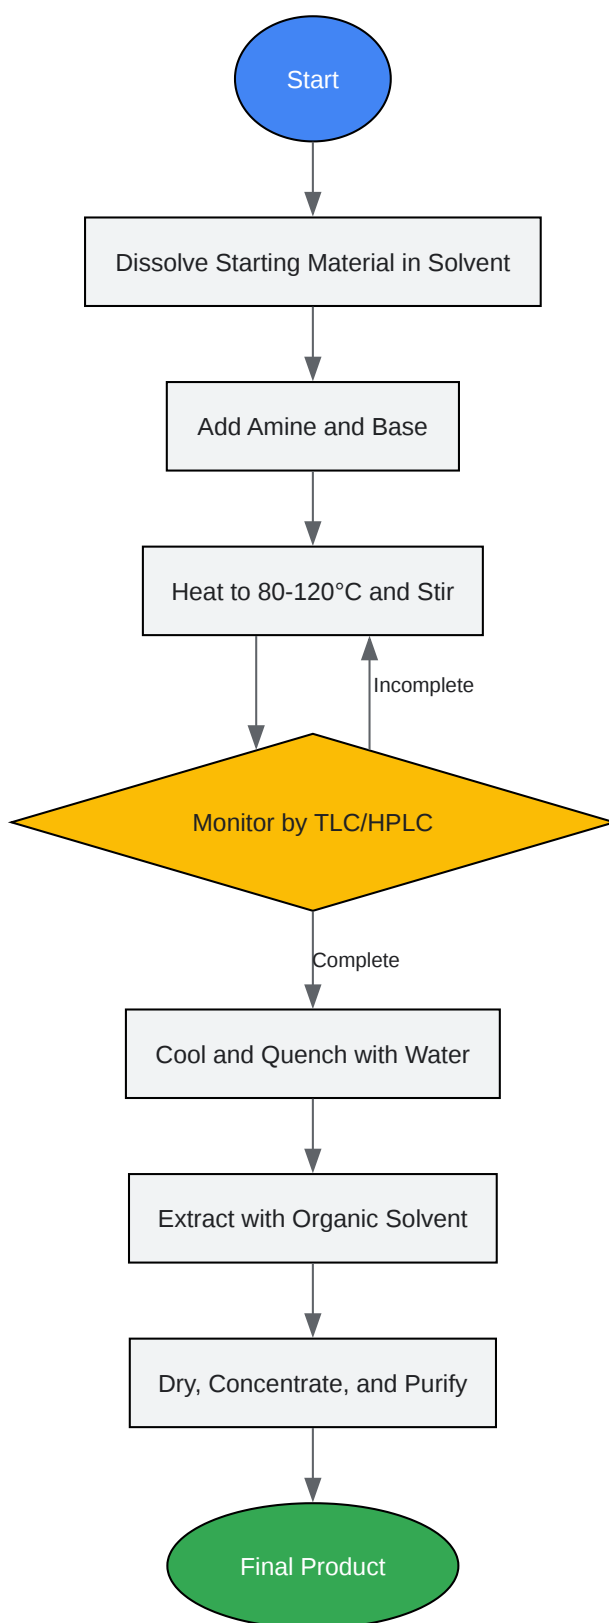 Start
Dissolve Starting Material in Solvent
Add Amine and Base
Heat to 80-120°C and Stir
Incomplete
Monitor by TLC/HPLC
Complete
Cool and Quench with Water
Extract with Organic Solvent
Dry, Concentrate, and Purify
Final Product